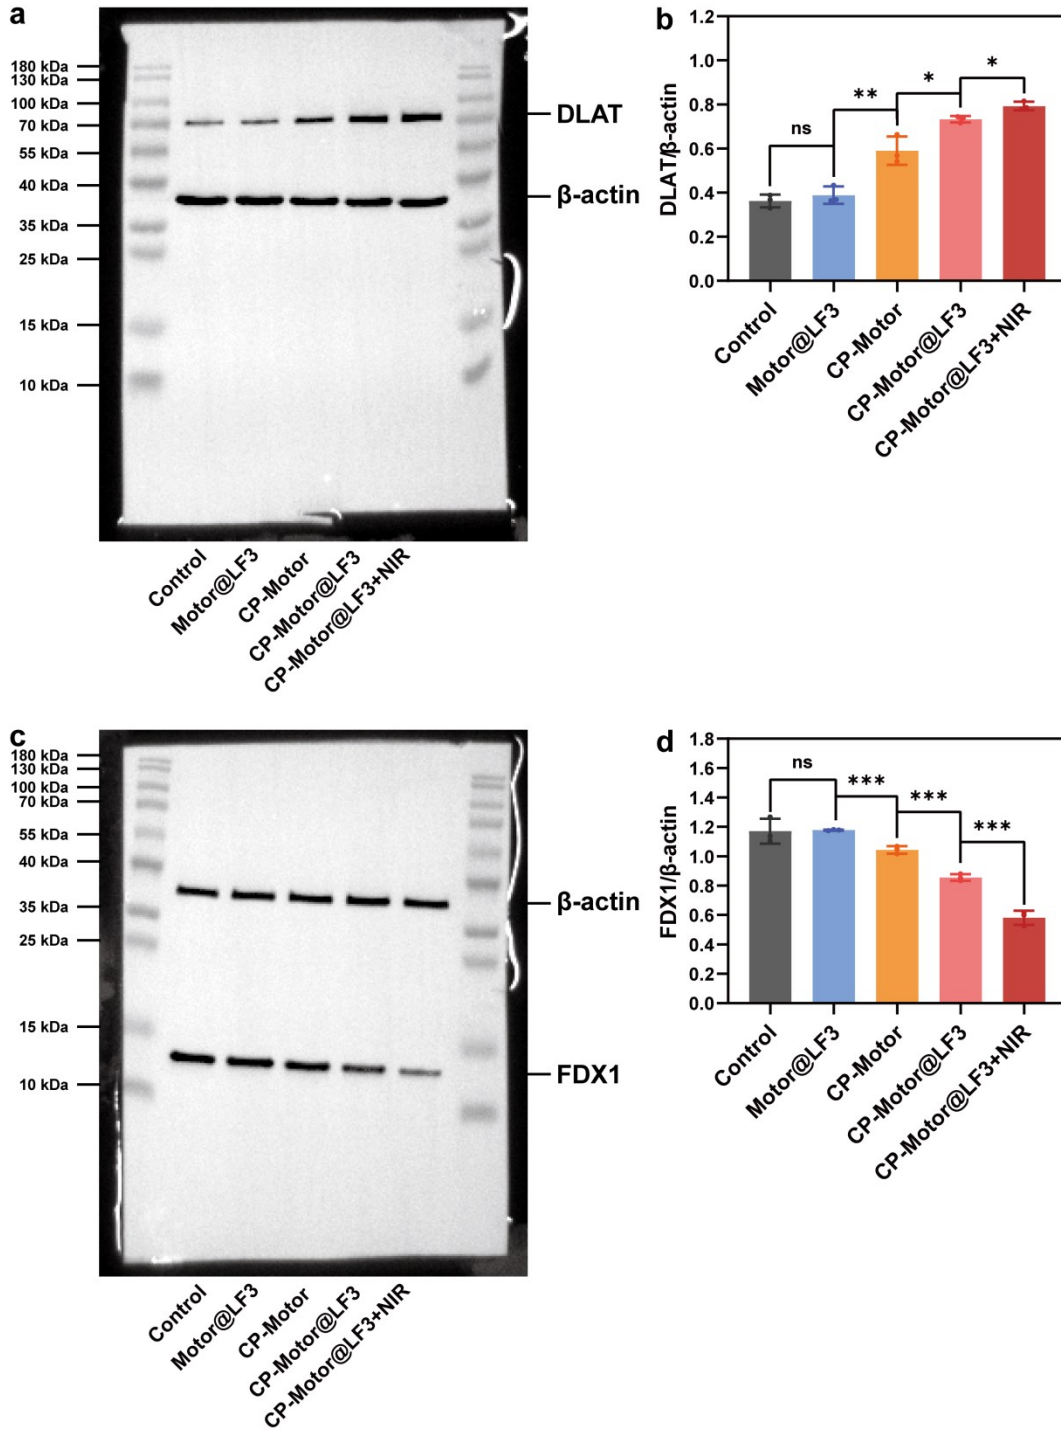 a
180 kDa
130 kDa
100 kDa
70 kDa
55 kDa
40 kDa
35 kDa
25 kDa
15 kDa
10 kDa
DLAT
β-actin
Control
Motor@LF3
CP-Motor
CP-Motor@LF3
CP-Motor@LF3+NIR
b
DLAT/β-actin
1.2
1.0
0.8
0.6
0.4
0.2
0.0
ns
**
*
*
Control
Motor@LF3
CP-Motor
CP-Motor@LF3
CP-Motor@LF3+NIR
c
180 kDa
130 kDa
100 kDa
70 kDa
55 kDa
40 kDa
35 kDa
25 kDa
15 kDa
10 kDa
β-actin
FDX1
Control
Motor@LF3
CP-Motor
CP-Motor@LF3
CP-Motor@LF3+NIR
d
FDX1/β-actin
1.8
1.6
1.4
1.2
1.0
0.8
0.6
0.4
0.2
0.0
ns
***
***
***
Control
Motor@LF3
CP-Motor
CP-Motor@LF3
CP-Motor@LF3+NIR